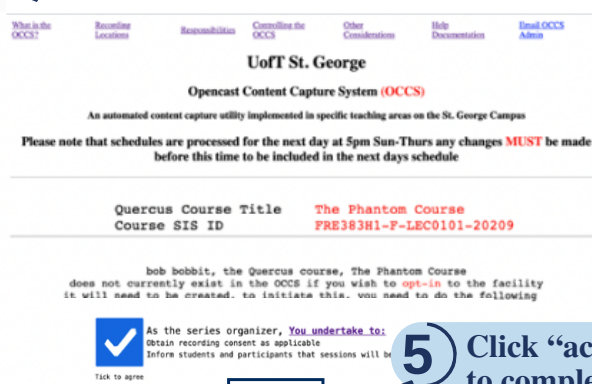 What is the OCCS? Recording Locations Responsibilities Controlling the OCCS Other Considerations Help Documentation Email OCCS Admin
UofT St. George
Opencast Content Capture System (OCCS)
An automated content capture utility implemented in specific teaching areas on the St. George Campus
Please note that schedules are processed for the next day at 5pm Sun-Thurs any changes MUST be made
before this time to be included in the next days schedule
Quercus Course Title The Phantom Course
Course SIS ID FRE383H1-F-LEC0101-20209
bob bobbit, the Quercus course, The Phantom Course
does not currently exist in the OCCS if you wish to opt-in to the facility
it will need to be created, to initiate this, you need to do the following
As the series organizer, You undertake to:
Obtain recording consent as applicable
Inform students and participants that sessions will be
Tick to agree
5 Click “ac
to comple